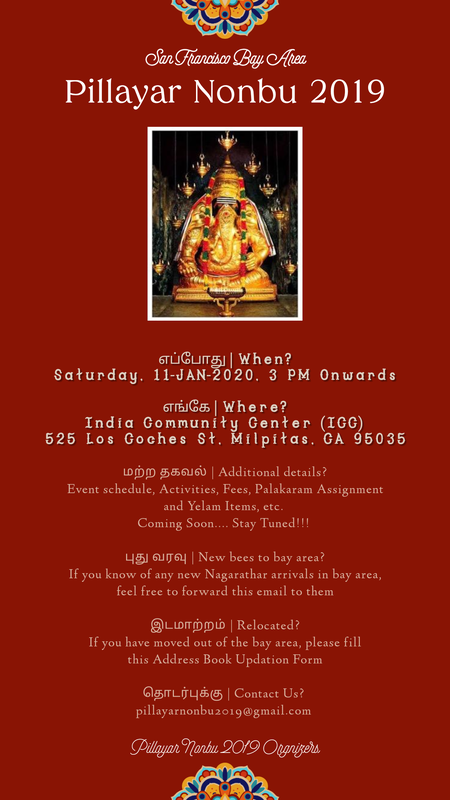 San Francisco Bay Area
Pillayar Nonbu 2019
எப்போது | When?
Saturday, 11-JAN-2020, 3 PM Onwards
எங்கே | Where?
India Community Center (ICC)
525 Los Coches St, Milpitas, CA 95035
மற்ற தகவல் | Additional details?
Event schedule, Activities, Fees, Palakaram Assignment
and Yelam Items, etc.
Coming Soon.... Stay Tuned!!!
புது வரவு | New bees to bay area?
If you know of any new Nagarathar arrivals in bay area,
feel free to forward this email to them
இடமாற்றம் | Relocated?
If you have moved out of the bay area, please fill
this Address Book Updation Form
தொடர்புக்கு | Contact Us?
pillayarnonbu2019@gmail.com
Pillayar Nonbu 2019 Orgnizers